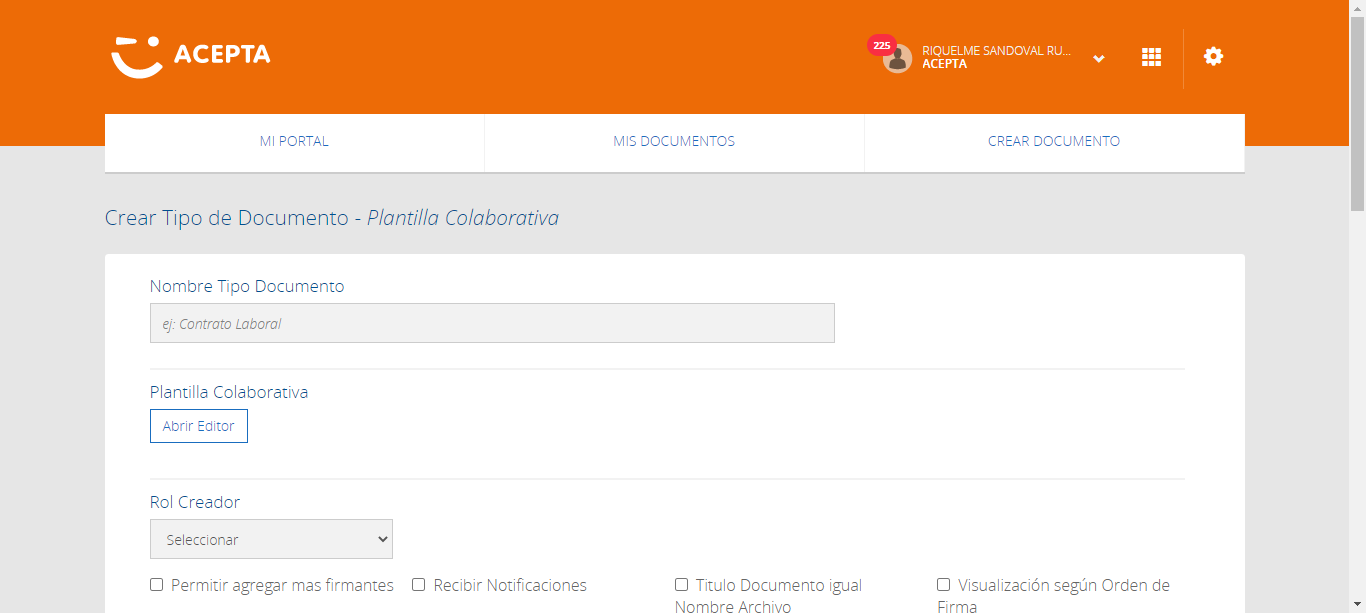 ACEPTA
225
RIQUELME SANDOVAL RU...
ACEPTA
MI PORTAL
MIS DOCUMENTOS
CREAR DOCUMENTO
Crear Tipo de Documento - Plantilla Colaborativa
Nombre Tipo Documento
ej: Contrato Laboral
Plantilla Colaborativa
Abrir Editor
Rol Creador
Seleccionar
Permitir agregar mas firmantes
Recibir Notificaciones
Titulo Documento igual
Nombre Archivo
Visualización según Orden de
Firma